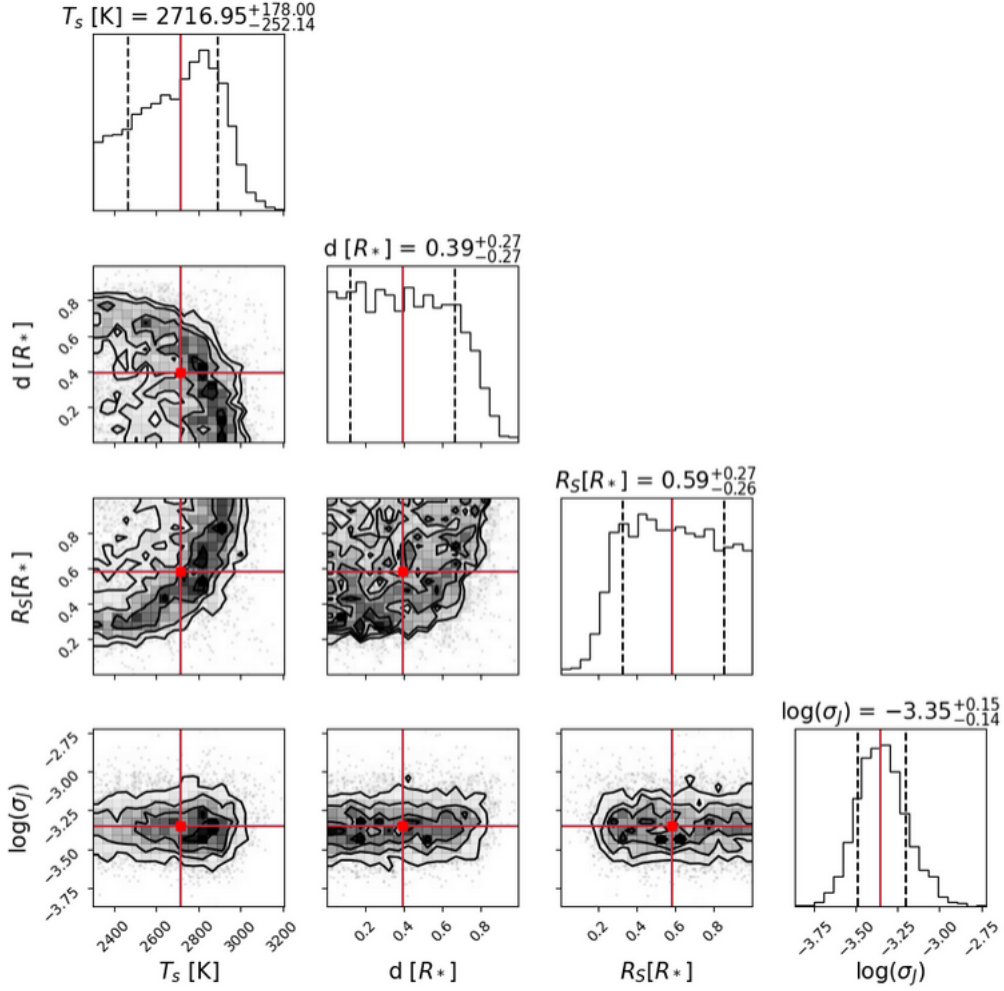 T_s [K] = 2716.95^{+178.00}_{-252.14}
d [R_*] = 0.39^{+0.27}_{-0.27}
d [R_*]
0.8
0.6
0.4
0.2
R_S[R_*] = 0.59^{+0.27}_{-0.26}
R_S[R_*]
0.8
0.6
0.4
0.2
log(σ_J) = −3.35^{+0.15}_{-0.14}
log(σ_J)
−2.75
−3.00
−3.25
−3.50
−3.75
2400 2600 2800 3000 3200
T_s [K]
0.2 0.4 0.6 0.8
d [R_*]
0.2 0.4 0.6 0.8
R_S[R_*]
−3.75 −3.50 −3.25 −3.00 −2.75
log(σ_J)